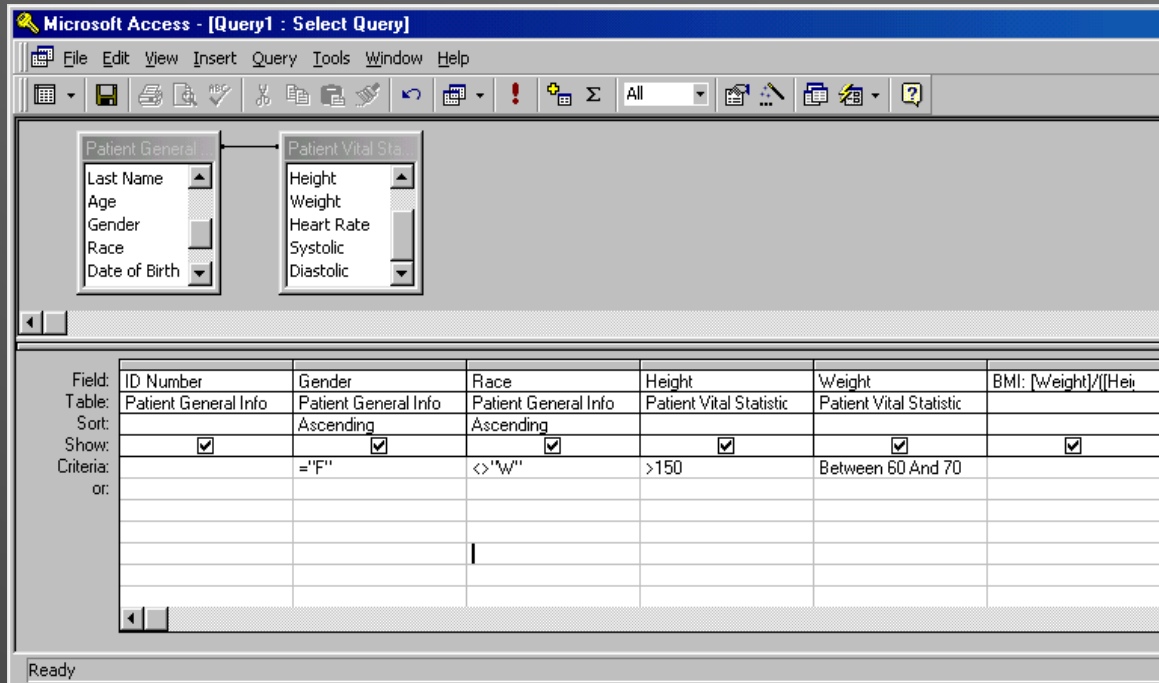 Microsoft Access - [Query1 : Select Query]
File Edit View Insert Query Tools Window Help
ABC Σ All ?
Patient General ... Patient Vital Sta...
Last Name Height
Age Weight
Gender Heart Rate
Race Systolic
Date of Birth Diastolic
Field: ID Number Gender Race Height Weight BMI: [Weight]/([Hei
Table: Patient General Info Patient General Info Patient General Info Patient Vital Statistic Patient Vital Statistic
Sort: Ascending Ascending
Show:
Criteria: ="F" <>"W" >150 Between 60 And 70
or:
Ready